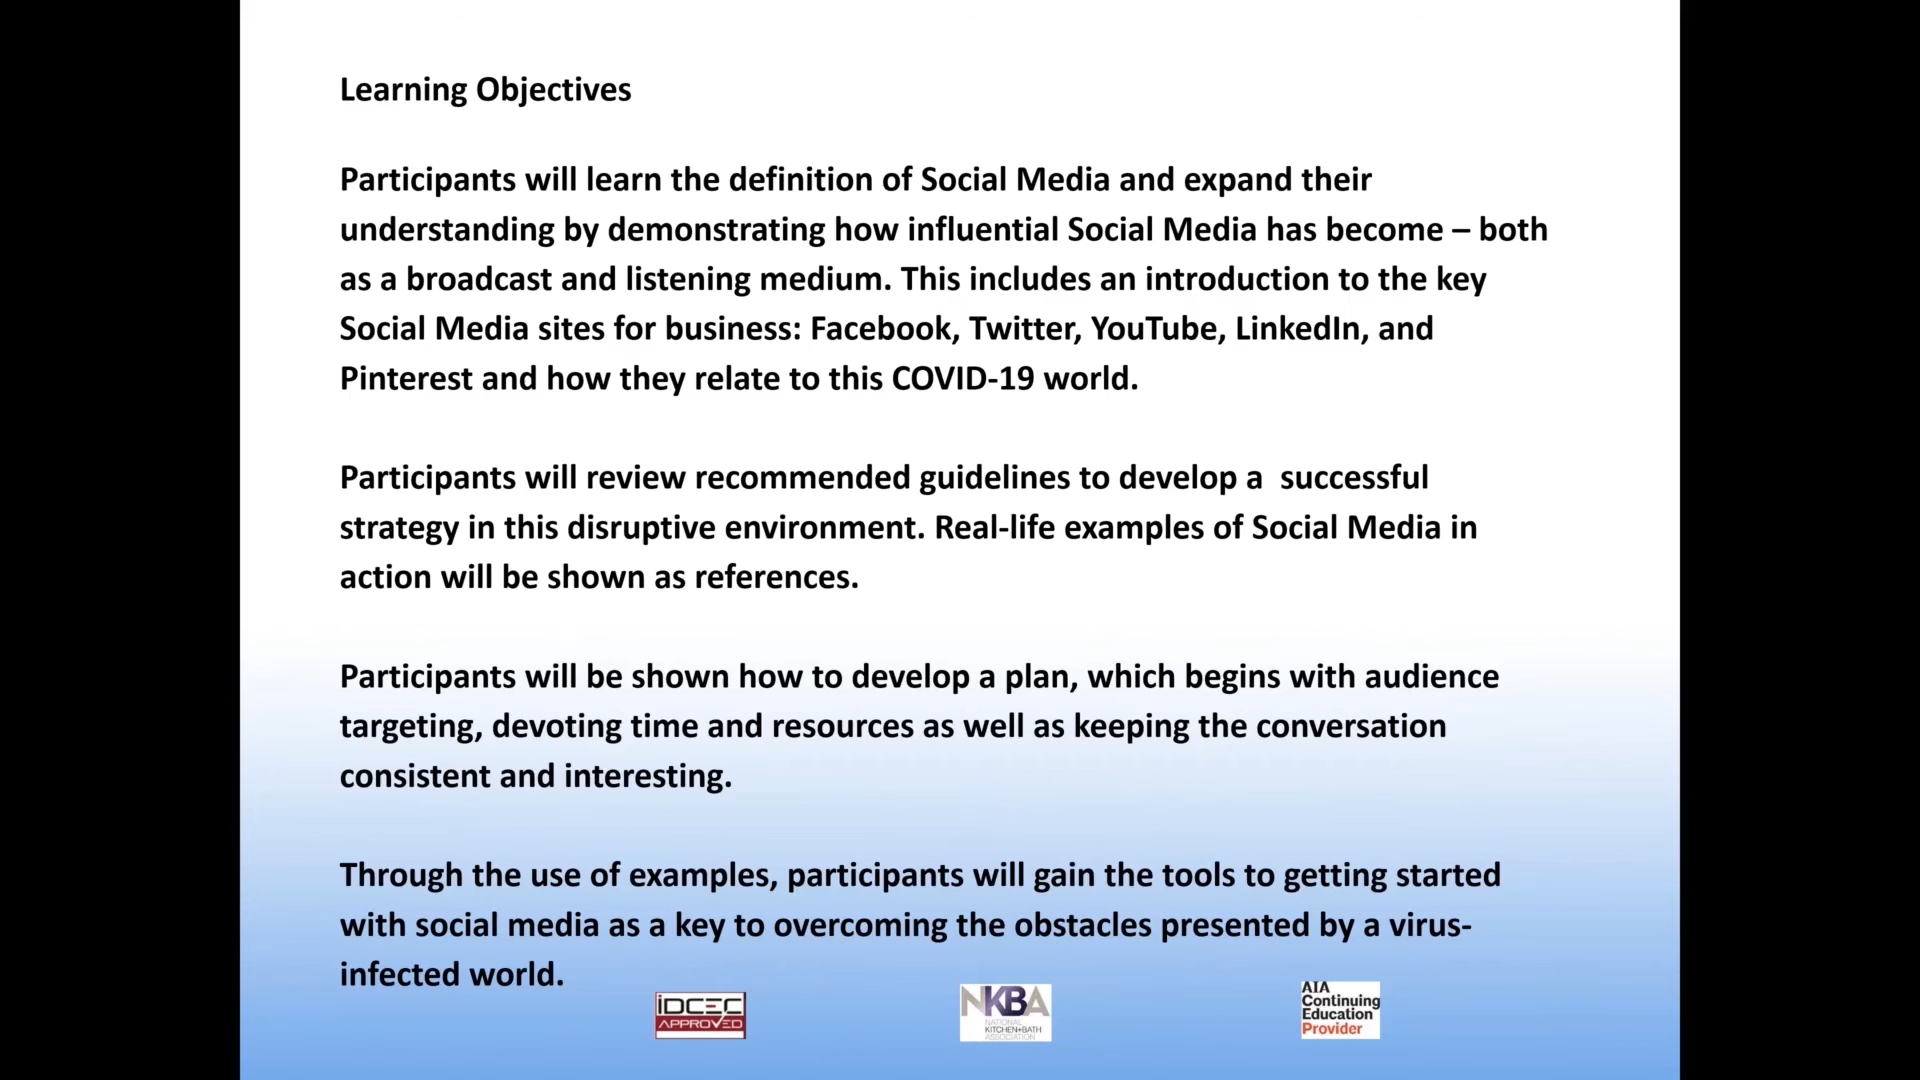 Learning Objectives
Participants will learn the definition of Social Media and expand their
understanding by demonstrating how influential Social Media has become – both
as a broadcast and listening medium. This includes an introduction to the key
Social Media sites for business: Facebook, Twitter, YouTube, LinkedIn, and
Pinterest and how they relate to this COVID-19 world.
Participants will review recommended guidelines to develop a  successful
strategy in this disruptive environment. Real-life examples of Social Media in
action will be shown as references.
Participants will be shown how to develop a plan, which begins with audience
targeting, devoting time and resources as well as keeping the conversation
consistent and interesting.
Through the use of examples, participants will gain the tools to getting started
with social media as a key to overcoming the obstacles presented by a virus-
infected world.
IDCEC
APPROVED
NKBA
NATIONAL
KITCHEN+BATH
ASSOCIATION
AIA
Continuing
Education
Provider